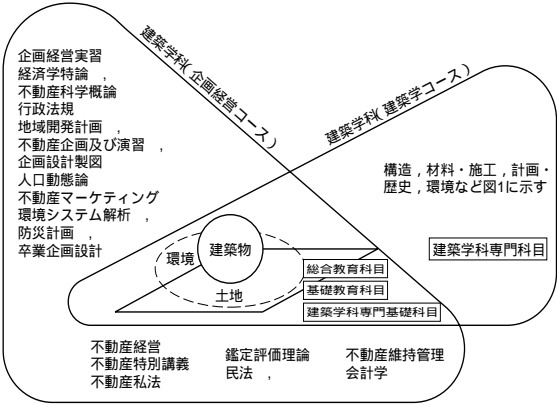 建築学科(企画経営コース)
建築学科(建築学コース)
企画経営実習
経済学特論 ,
不動産科学概論
行政法規
地域開発計画 ,
不動産企画及び演習 ,
企画設計製図
人口動態論
不動産マーケティング
環境システム解析 ,
防災計画 ,
卒業企画設計
構造 , 材料・施工 , 計画・
歴史 , 環境など図1に示す
建築学科専門科目
建築物
環境
土地
総合教育科目
基礎教育科目
建築学科専門基礎科目
不動産経営
不動産特別講義
不動産私法
鑑定評価理論
民法 ,
不動産維持管理
会計学